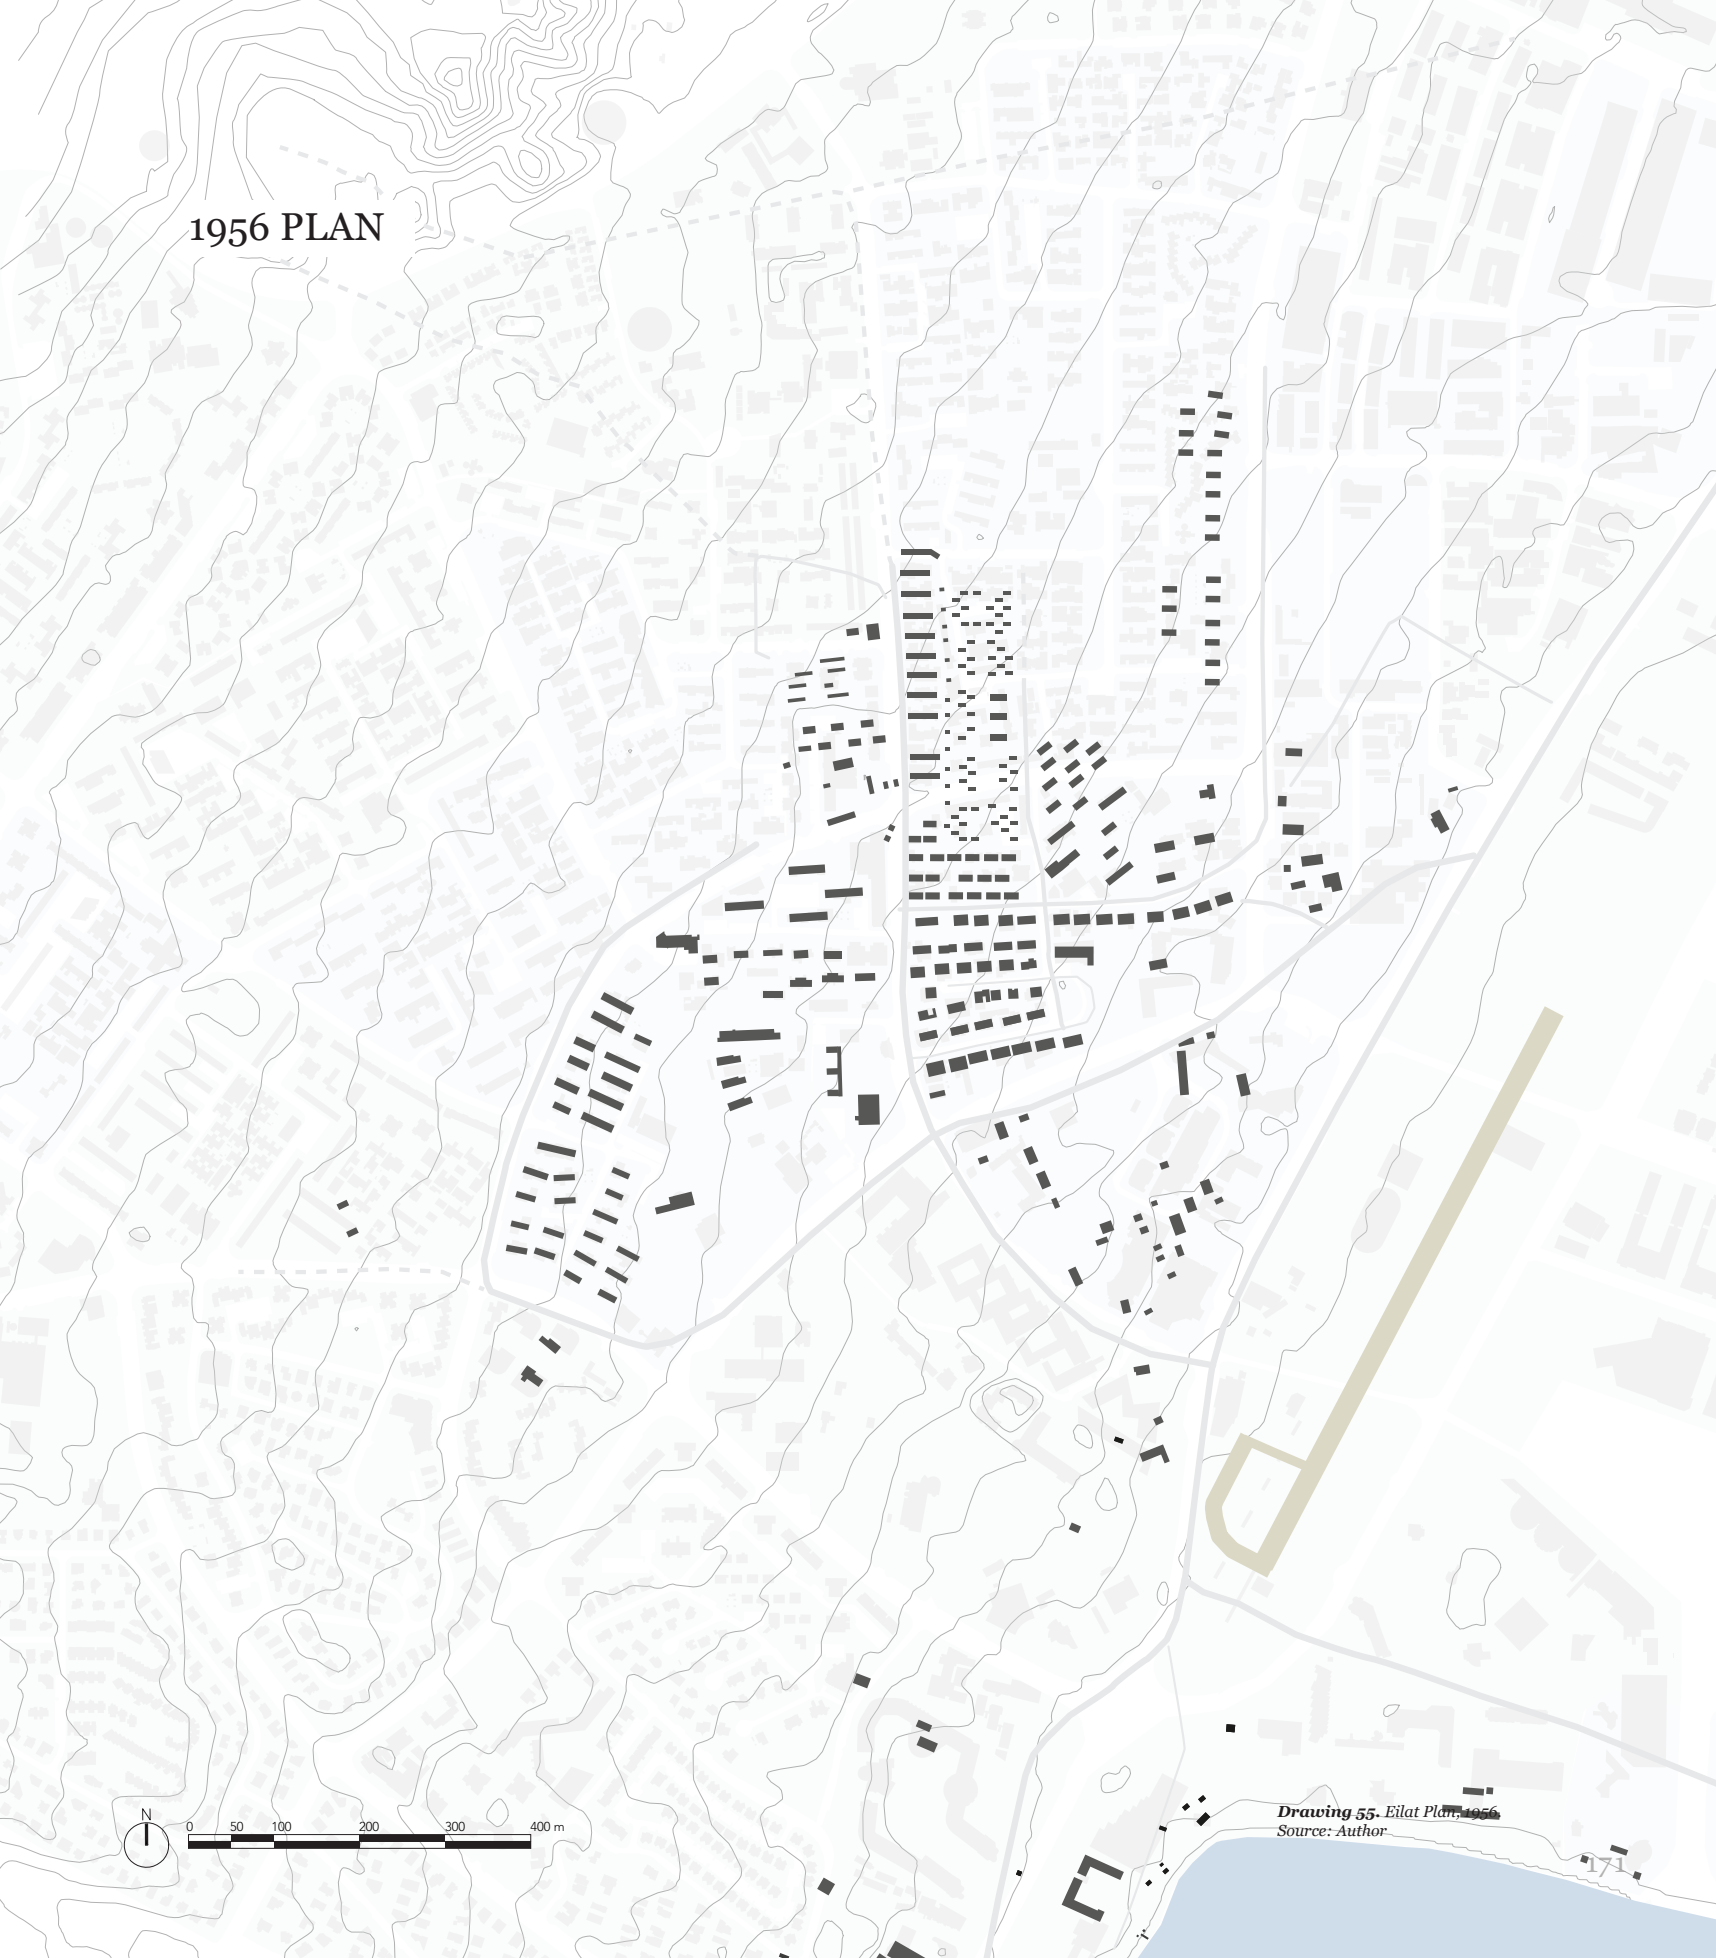 1956 PLAN
N
0 50 100 200 300 400 m
Drawing 55. Eilat Plan, 1956.
Source: Author
171